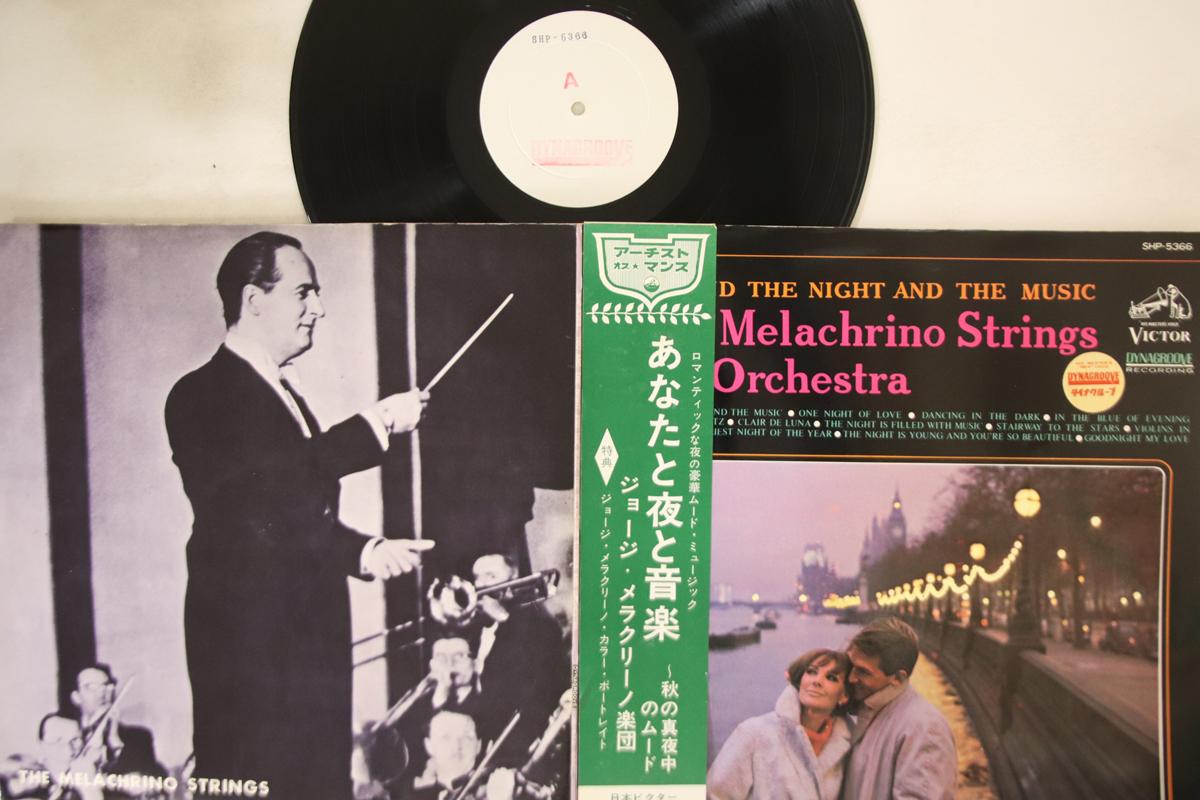 SHP-5366
A
DYNAGROOVE
THE MELACHRINO STRINGS
アーチスト
オブ★マンス
ロマンティックな夜の豪華ムード・ミュージック
あなたと夜と音楽
〜秋の真夜中
のムード
ジョージ・メラクリーノ楽団
特典
ジョージ・メラクリーノ・カラー・ポートレイト
日本ビクター
SHP-5366
THE NIGHT AND THE MUSIC
Melachrino Strings
Orchestra
VICTOR
DYNAGROOVE
RECORDING
DYNAGROOVE
ダイナグルーブ
AND THE MUSIC ● ONE NIGHT OF LOVE ● DANCING IN THE DARK ● IN THE BLUE OF EVENING
● CLAIR DE LUNA ● THE NIGHT IS FILLED WITH MUSIC ● STAIRWAY TO THE STARS ● VIOLINS IN
NIGHT OF THE YEAR ● THE NIGHT IS YOUNG AND YOU'RE SO BEAUTIFUL ● GOODNIGHT MY LOVE